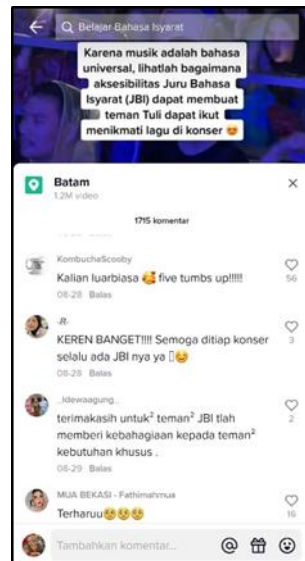 Belajar Bahasa Isyarat
Karena musik adalah bahasa
universal, lihatlah bagaimana
aksesibilitas Juru Bahasa
Isyarat (JBI) dapat membuat
teman Tuli dapat ikut
menikmati lagu di konser 😍
Batam
1.2M video
1715 komentar
KombuchaScooby
Kalian luarbiasa 🥰 five tumbs up!!!!!
56
08-28 Balas
.R.
KEREN BANGET!!!! Semoga ditiap konser
selalu ada JBI nya ya
3
08-28 Balas
_Idewaagung_
terimakasih untuk² teman² JBI tlah
memberi kebahagiaan kepada teman²
kebutuhan khusus .
2
08-29 Balas
MUA BEKASI - Fathimahmua
Terharuu🥺🥺🥺
16
Tambahkan komentar...